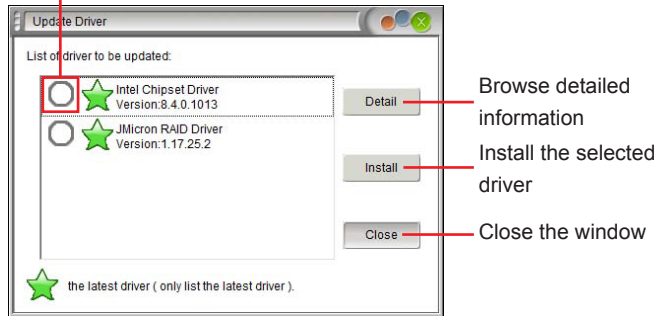 Update Driver
List of driver to be updated:
Intel Chipset Driver
Version:8.4.0.1013
JMicron RAID Driver
Version:1.17.25.2
Detail
Install
Close
the latest driver ( only list the latest driver ).
Browse detailed
information
Install the selected
driver
Close the window